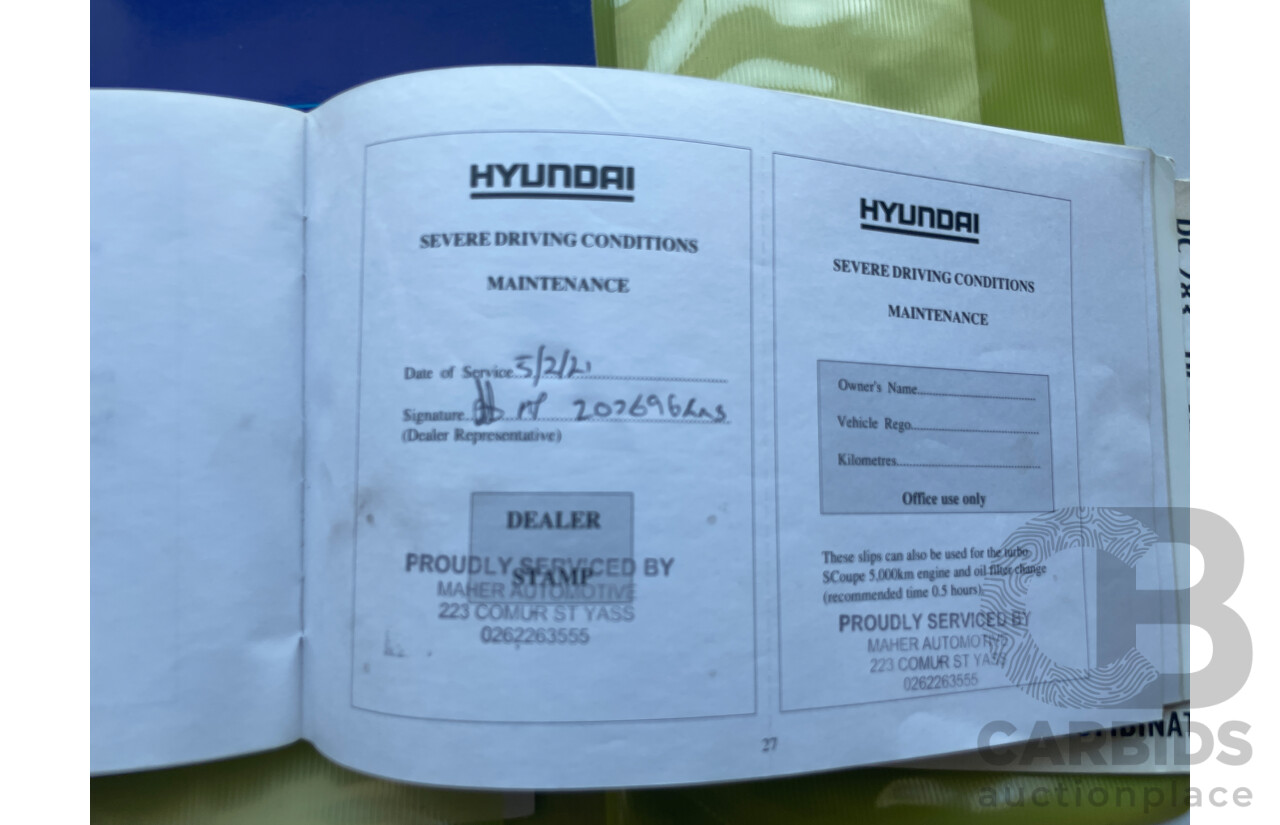 HYUNDAI
SEVERE DRIVING CONDITIONS
MAINTENANCE
Date of Service 5/2/21
Signature 202696kms
(Dealer Representative)
DEALER
STAMP
PROUDLY SERVICED BY
MAHER AUTOMOTIVE
223 COMUR ST YASS
0262263555
HYUNDAI
SEVERE DRIVING CONDITIONS
MAINTENANCE
Owner's Name
Vehicle Rego
Kilometres
Office use only
These slips can also be used for the turbo
SCoupe 5,000km engine and oil filter change
(recommended time 0.5 hours).
PROUDLY SERVICED BY
MAHER AUTOMOTIVE
223 COMUR ST YASS
0262263555
27
CARBIDS
auctionplace